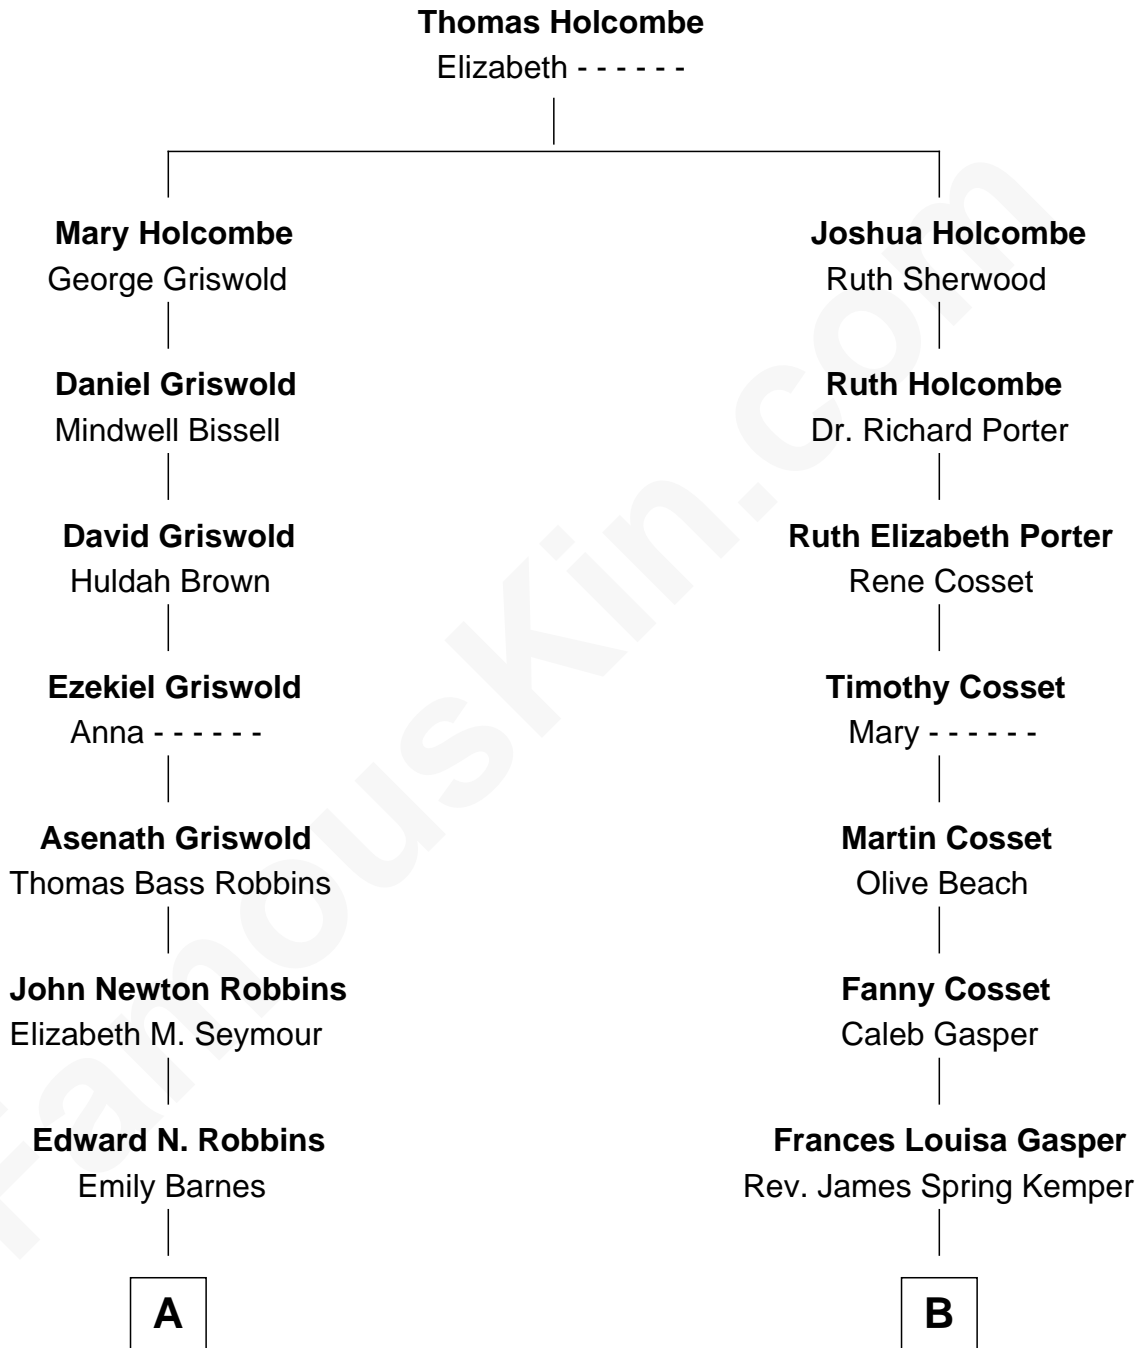 Thomas Holcombe
Elizabeth - - - - - -
Mary Holcombe
George Griswold
Joshua Holcombe
Ruth Sherwood
Daniel Griswold
Mindwell Bissell
Ruth Holcombe
Dr. Richard Porter
David Griswold
Huldah Brown
Ruth Elizabeth Porter
Rene Cosset
Ezekiel Griswold
Anna - - - - - -
Timothy Cosset
Mary - - - - - -
Asenath Griswold
Thomas Bass Robbins
Martin Cosset
Olive Beach
John Newton Robbins
Elizabeth M. Seymour
Fanny Cosset
Caleb Gasper
Edward N. Robbins
Emily Barnes
Frances Louisa Gasper
Rev. James Spring Kemper
A
B
FamousKin.com